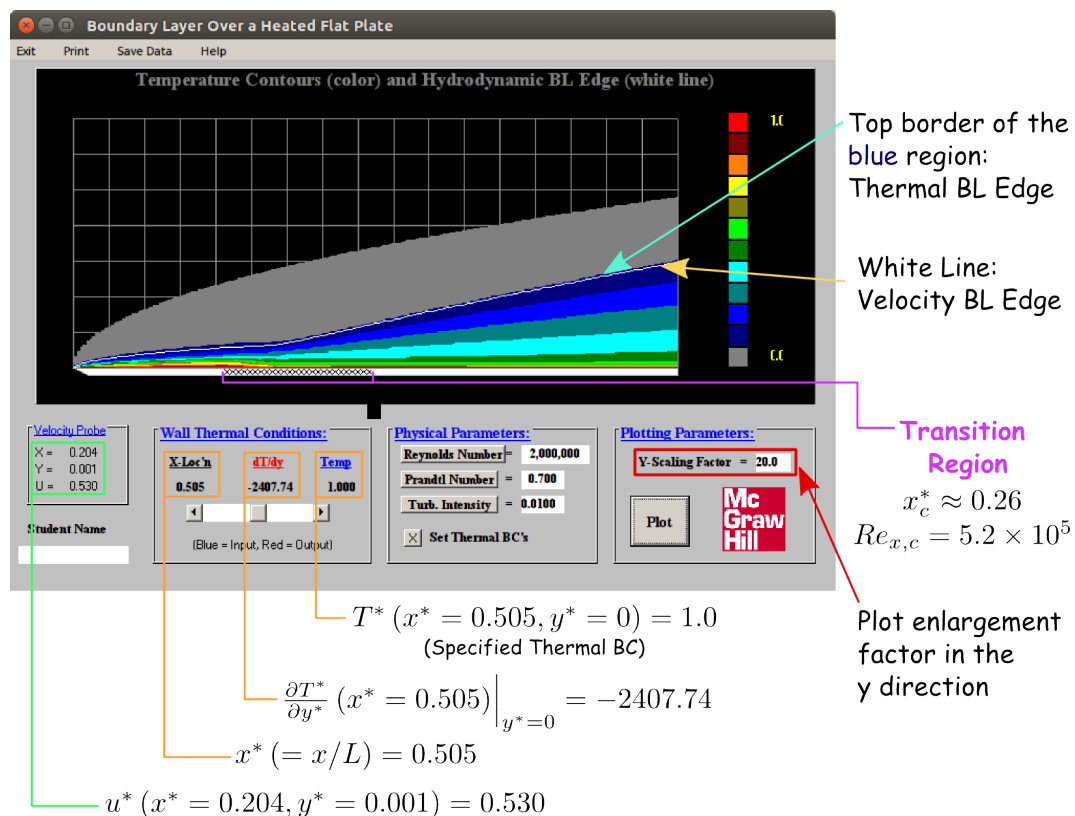 Boundary Layer Over a Heated Flat Plate
Exit Print Save Data Help
Temperature Contours (color) and Hydrodynamic BL Edge (white line)
1.0
0.0
Top border of the
blue region:
Thermal BL Edge
White Line:
Velocity BL Edge
Transition
Region
x*_c ≈ 0.26
Re_{x,c} = 5.2 × 10^5
Velocity Probe
X = 0.204
Y = 0.001
U = 0.530
Student Name
Wall Thermal Conditions:
X-Loc'n dT/dy Temp
0.505 -2407.74 1.000
(Blue = Input, Red = Output)
Physical Parameters:
Reynolds Number = 2,000,000
Prandtl Number = 0.700
Turb. Intensity = 0.0100
X Set Thermal BC's
Plotting Parameters:
Y-Scaling Factor = 20.0
Plot
Mc
Graw
Hill
Plot enlargement
factor in the
y direction
T* (x* = 0.505, y* = 0) = 1.0
(Specified Thermal BC)
∂T*/∂y* (x* = 0.505)|_{y*=0} = −2407.74
x* (= x/L) = 0.505
u* (x* = 0.204, y* = 0.001) = 0.530